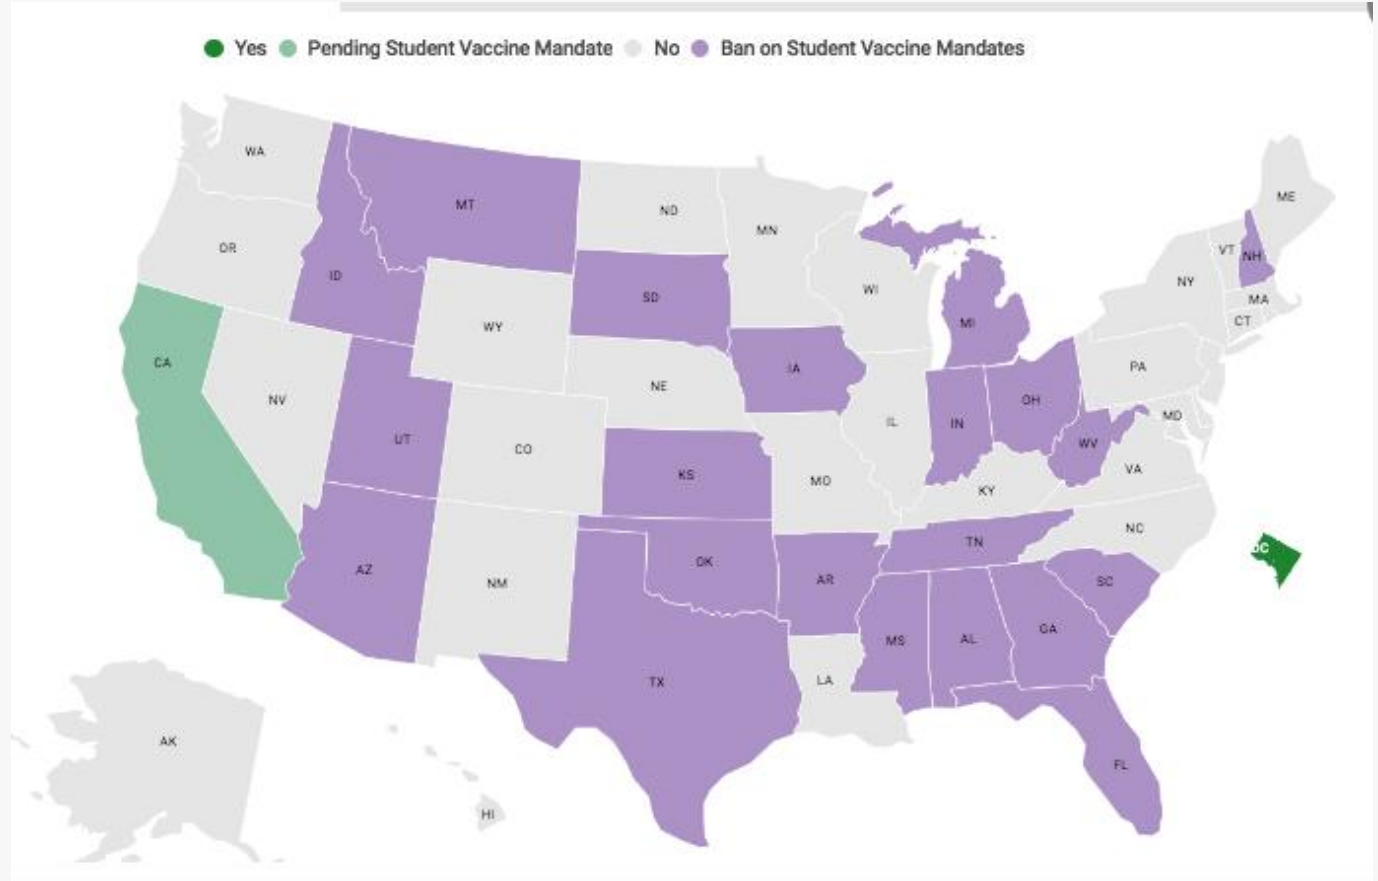 Yes Pending Student Vaccine Mandate No Ban on Student Vaccine Mandates
WA
ME
MT
ND
MN
VT
NH
OR
ID
SD
WI
NY
MA
CT
WY
MI
CA
IA
PA
NE
NV
OH
IL
IN
MD
UT
CO
WV
KS
MO
VA
KY
NC
TN
DC
AZ
OK
NM
AR
SC
MS
AL
GA
LA
TX
AK
FL
HI